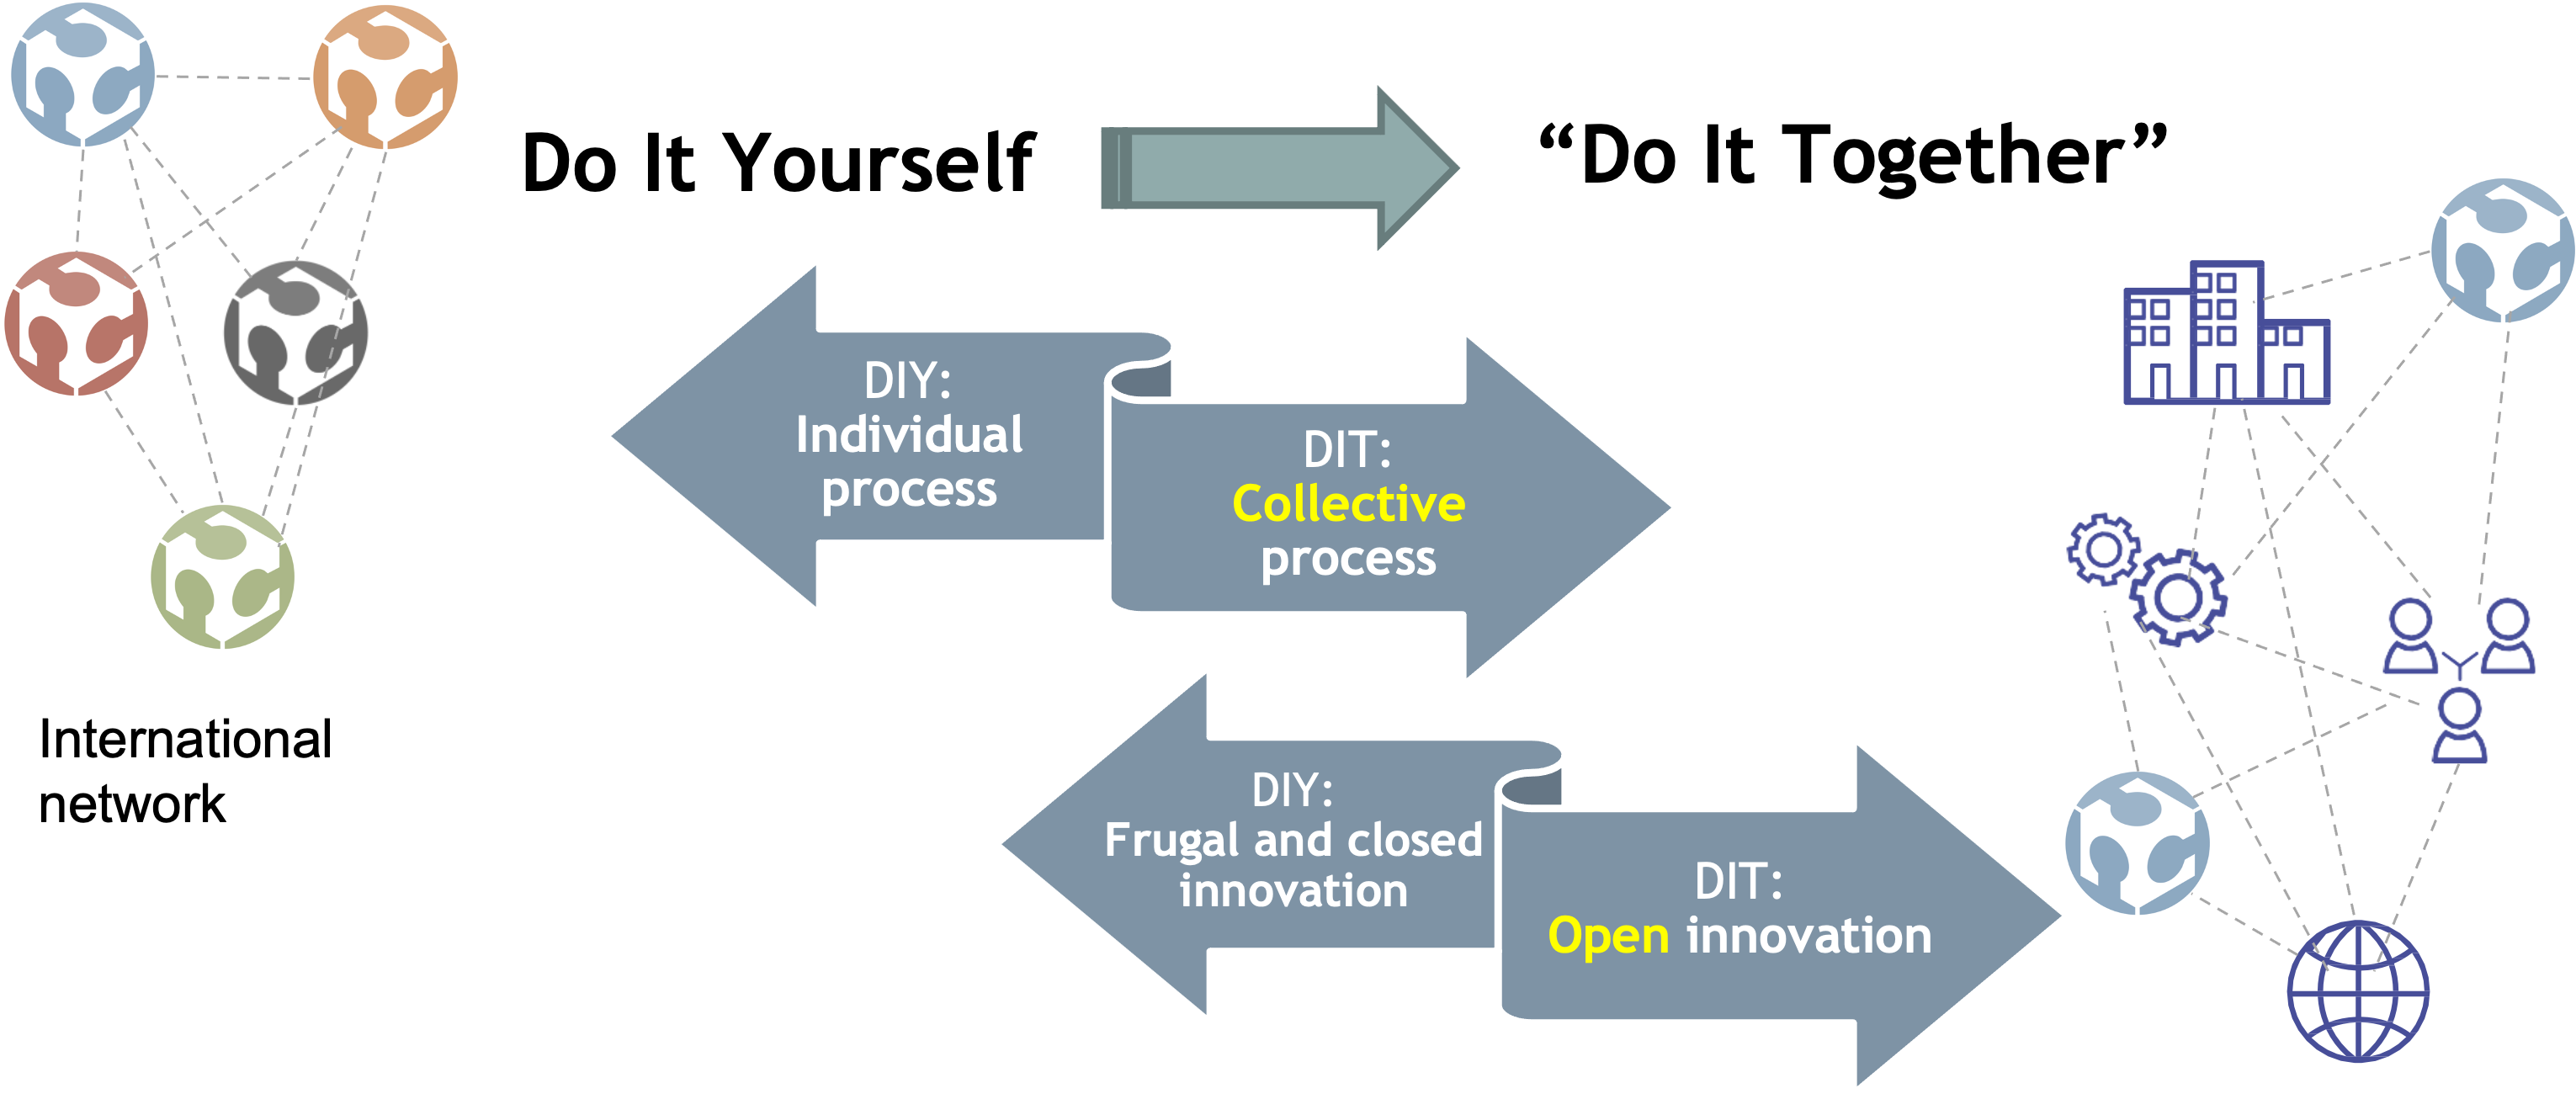 Do It Yourself
“Do It Together”
DIY:
Individual
process
DIT:
Collective
process
International
network
DIY:
Frugal and closed
innovation
DIT:
Open innovation